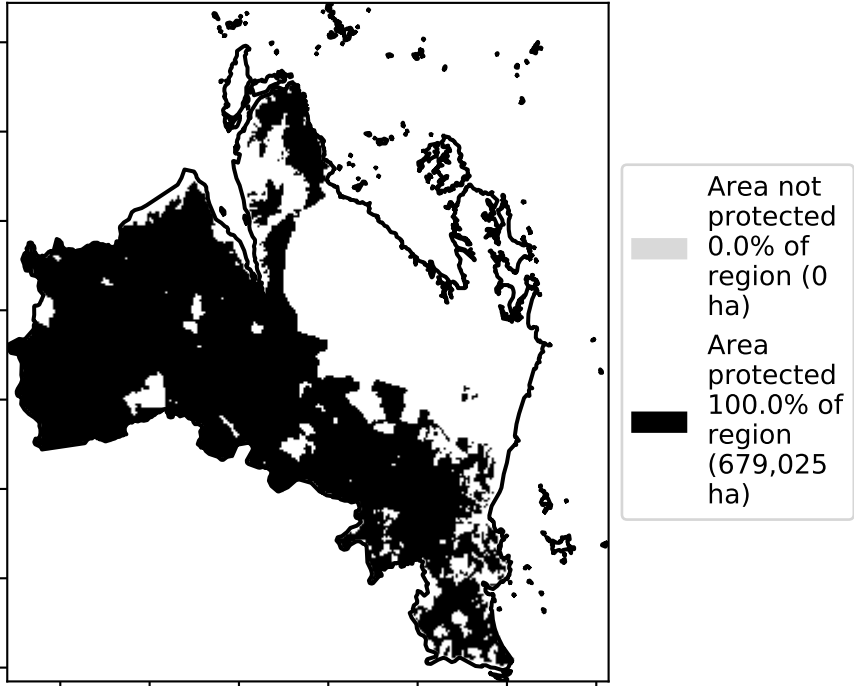 Area not
protected
0.0% of
region (0
ha)
Area
protected
100.0% of
region
(679,025
ha)